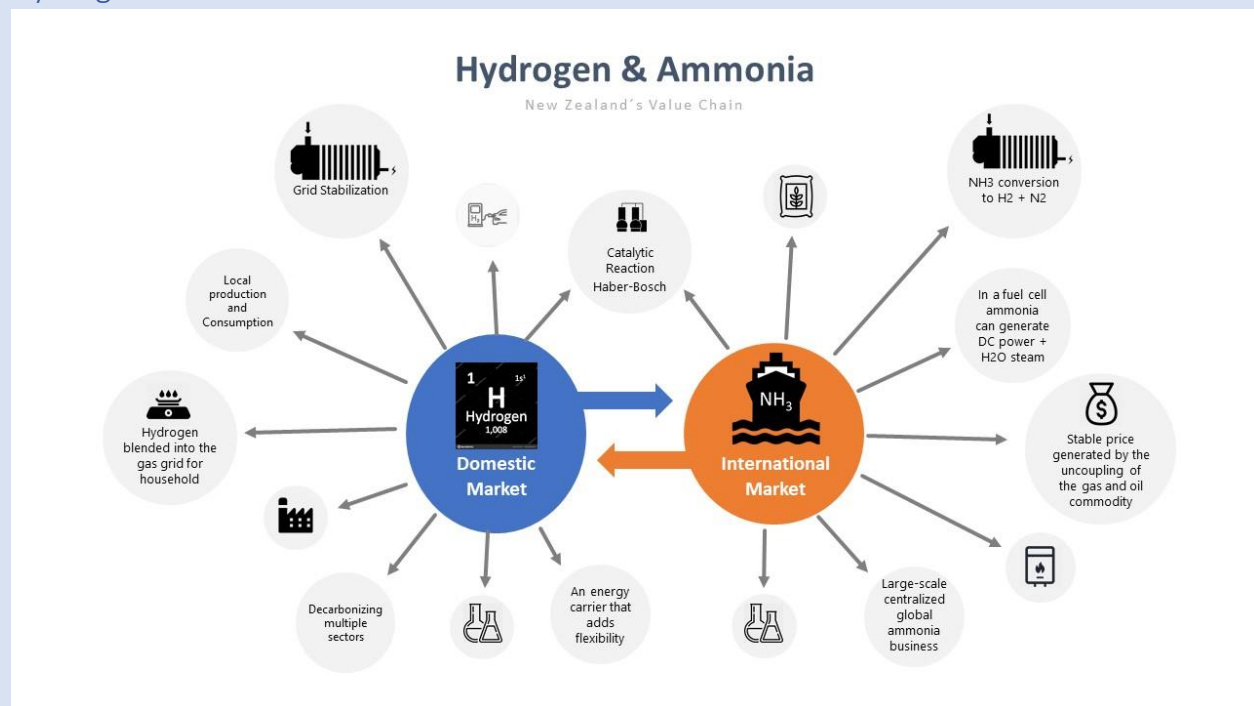 Hydrogen & Ammonia
New Zealand's Value Chain
Grid Stabilization
H2
Catalytic
Reaction
Haber-Bosch
NH3 conversion
to H2 + N2
Local
production
and
Consumption
In a fuel cell
ammonia
can generate
DC power +
H2O steam
Hydrogen
blended into the
gas grid for
household
1 1s¹
H
Hydrogen
1,008
Domestic
Market
NH₃
International
Market
Stable price
generated by the
uncoupling of
the gas and oil
commodity
$
Decarbonizing
multiple
sectors
An energy
carrier that
adds
flexibility
Large-scale
centralized
global
ammonia
business